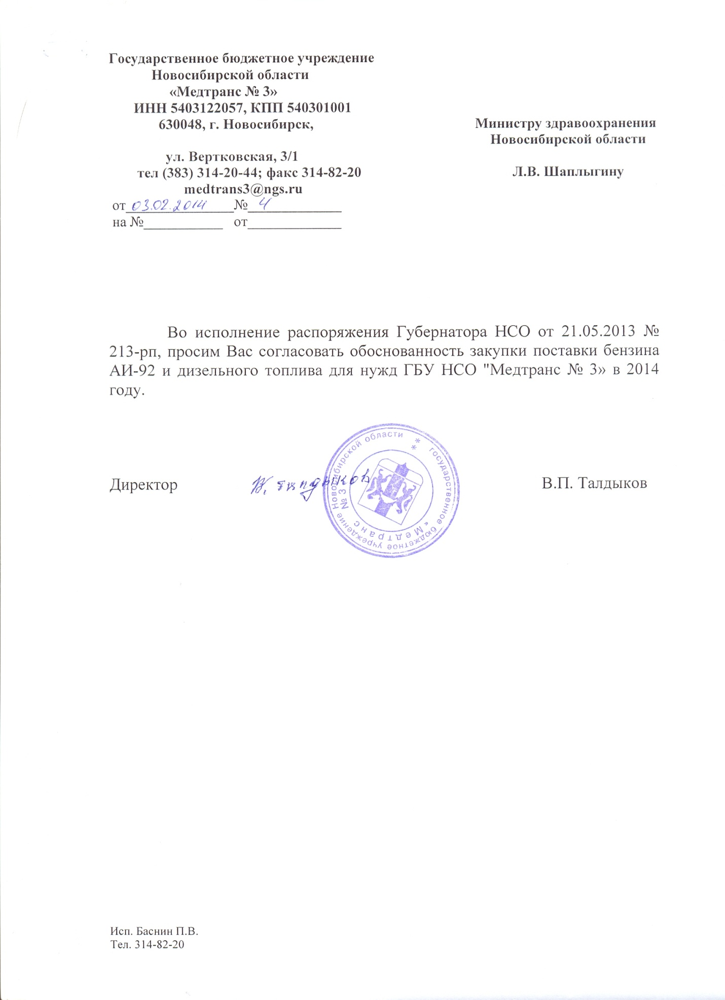 Государственное бюджетное учреждение
Новосибирской области
«Медтранс № 3»
ИНН 5403122057, КПП 540301001
630048, г. Новосибирск,
ул. Вертковская, 3/1
тел (383) 314-20-44; факс 314-82-20
medtrans3@ngs.ru
от 03.02.2014 № 4
на №____________ от______________
Министру здравоохранения
Новосибирской области
Л.В. Шаплыгину
Во исполнение распоряжения Губернатора НСО от 21.05.2013 №
213-рп, просим Вас согласовать обоснованность закупки поставки бензина
АИ-92 и дизельного топлива для нужд ГБУ НСО "Медтранс № 3» в 2014
году.
Директор В. Талдыков В.П. Талдыков
* государственное бюджетное учреждение Новосибирской области *
«Медтранс № 3»
Исп. Баснин П.В.
Тел. 314-82-20